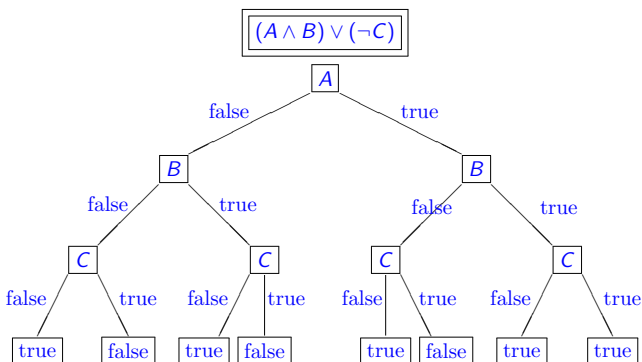 (A ∧ B) ∨ (¬C)
A
false true
B B
false true false true
C C C C
false true false true false true false true
true false true false true false true true